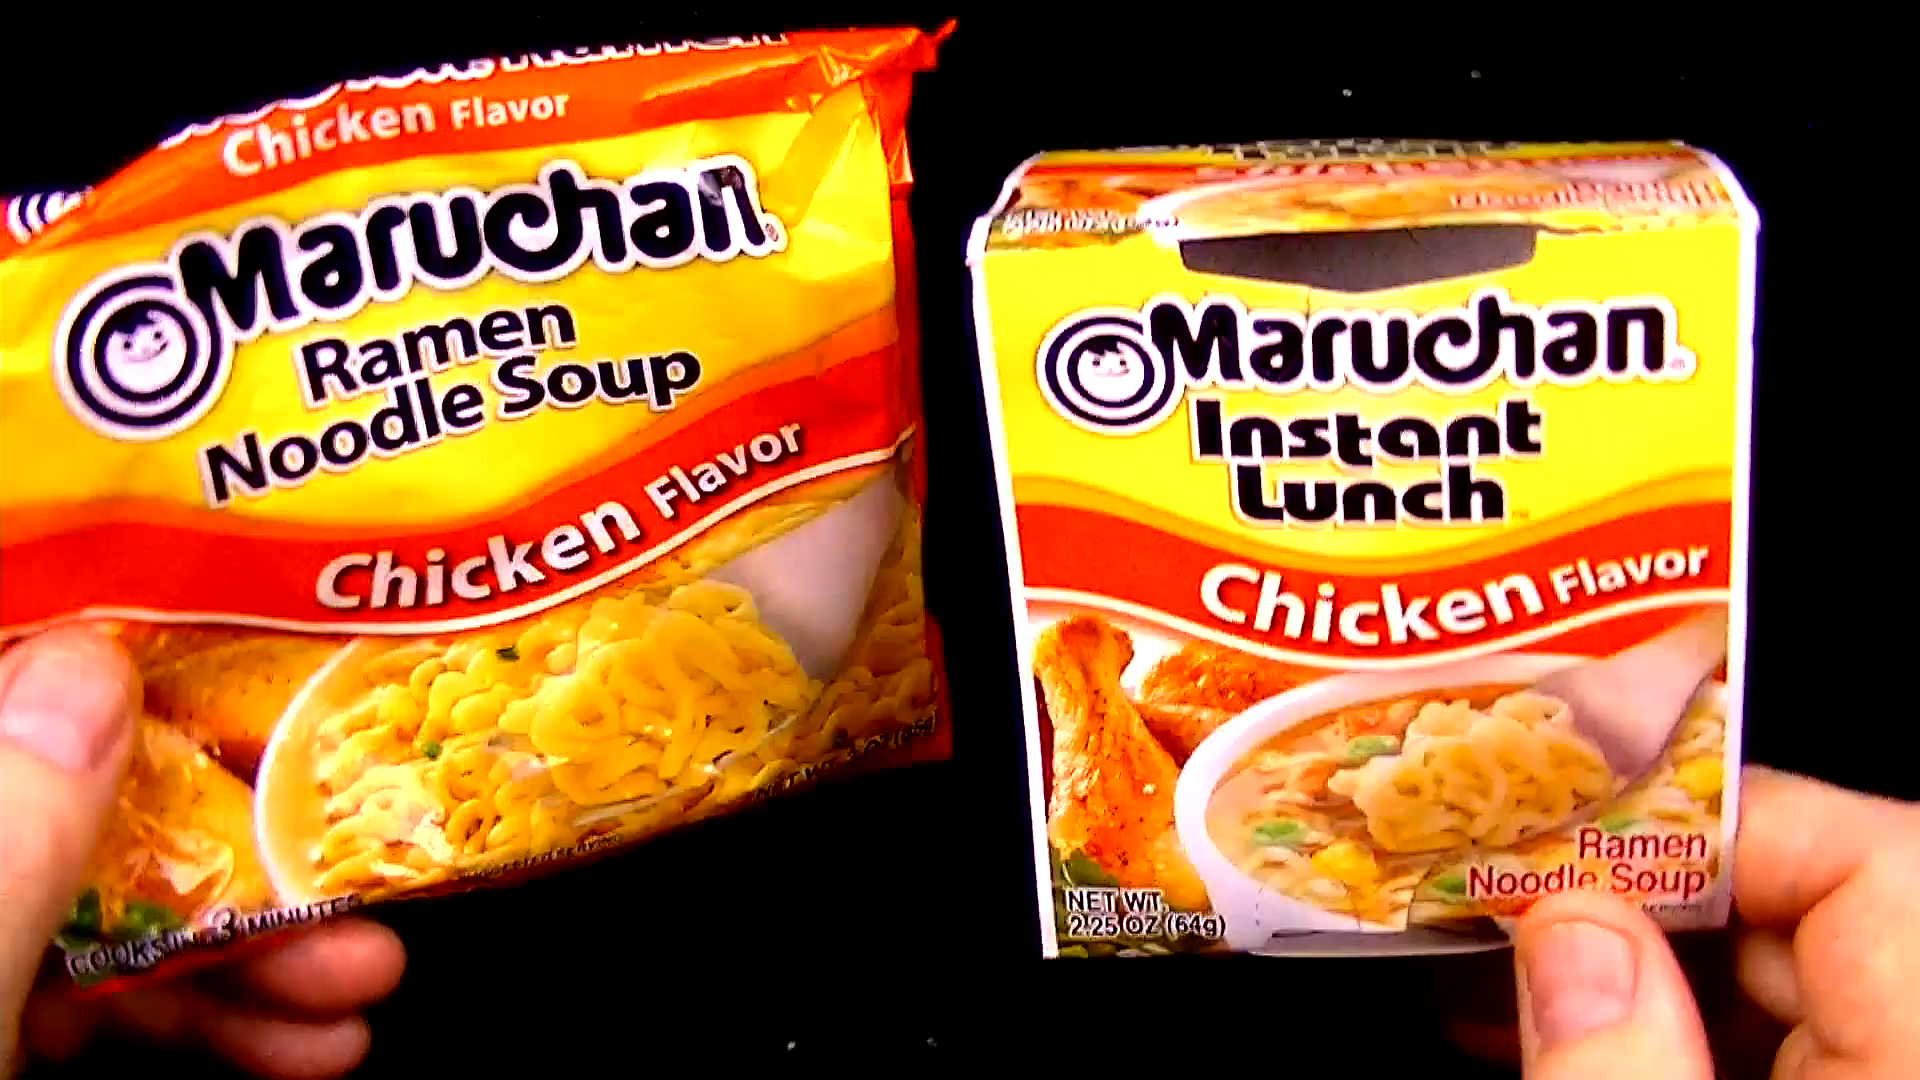 Chicken Flavor
Maruchan®
Ramen
Noodle Soup
Chicken Flavor
COOKS IN 3 MINUTES
Maruchan®
Instant
Lunch
Chicken Flavor
Ramen
Noodle Soup
NET WT.
2.25 OZ (64g)